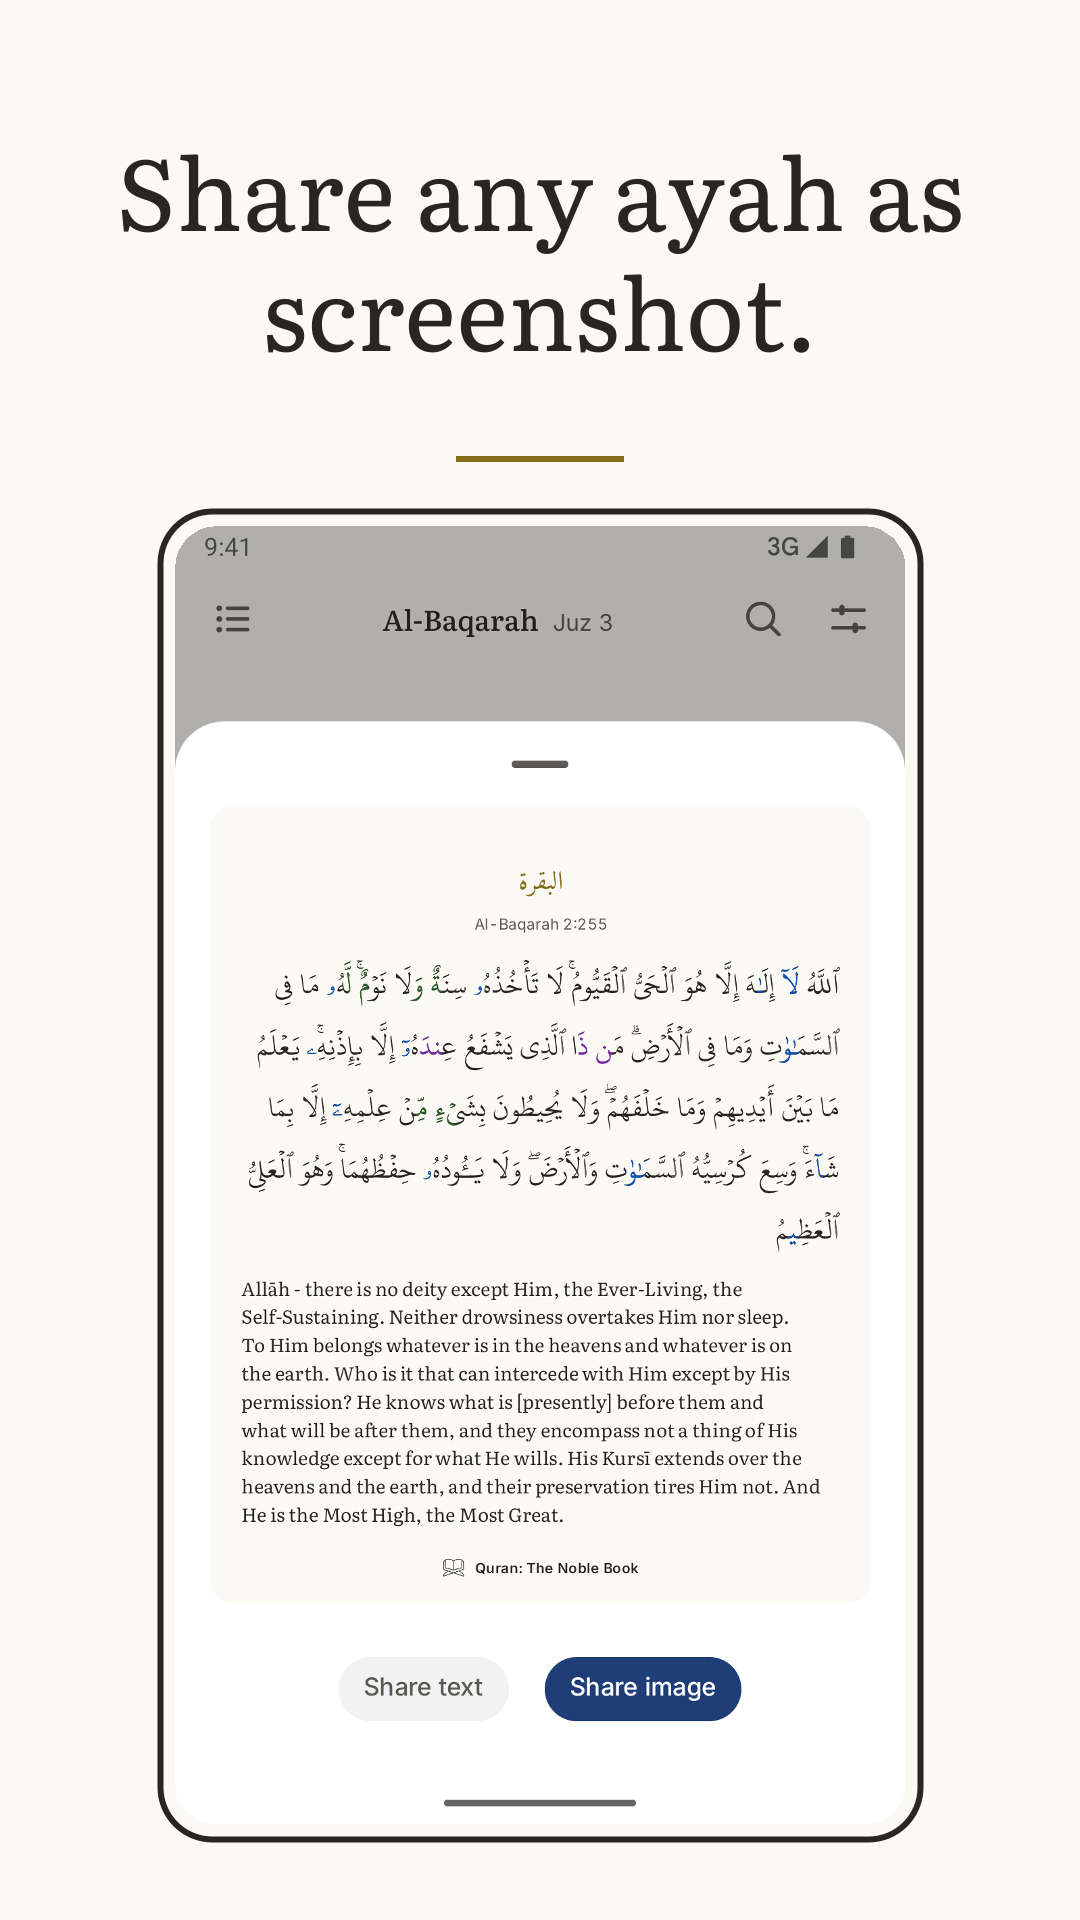 Share any ayah as
screenshot.
9:41
3G
Al-Baqarah Juz 3
البقرة
Al-Baqarah 2:255
ٱللَّهُ لَآ إِلَـٰهَ إِلَّا هُوَ ٱلْحَىُّ ٱلْقَيُّومُ ۚ لَا تَأْخُذُهُۥ سِنَةٌ وَلَا نَوْمٌ ۚ لَّهُۥ مَا فِى
ٱلسَّمَـٰوَٰتِ وَمَا فِى ٱلْأَرْضِ ۗ مَن ذَا ٱلَّذِى يَشْفَعُ عِندَهُۥٓ إِلَّا بِإِذْنِهِۦ ۚ يَعْلَمُ
مَا بَيْنَ أَيْدِيهِمْ وَمَا خَلْفَهُمْ ۖ وَلَا يُحِيطُونَ بِشَىْءٍ مِّنْ عِلْمِهِۦٓ إِلَّا بِمَا
شَآءَ ۚ وَسِعَ كُرْسِيُّهُ ٱلسَّمَـٰوَٰتِ وَٱلْأَرْضَ ۖ وَلَا يَـُٔودُهُۥ حِفْظُهُمَا ۚ وَهُوَ ٱلْعَلِىُّ
ٱلْعَظِيمُ
Allāh - there is no deity except Him, the Ever-Living, the
Self-Sustaining. Neither drowsiness overtakes Him nor sleep.
To Him belongs whatever is in the heavens and whatever is on
the earth. Who is it that can intercede with Him except by His
permission? He knows what is [presently] before them and
what will be after them, and they encompass not a thing of His
knowledge except for what He wills. His Kursī extends over the
heavens and the earth, and their preservation tires Him not. And
He is the Most High, the Most Great.
Quran: The Noble Book
Share text
Share image